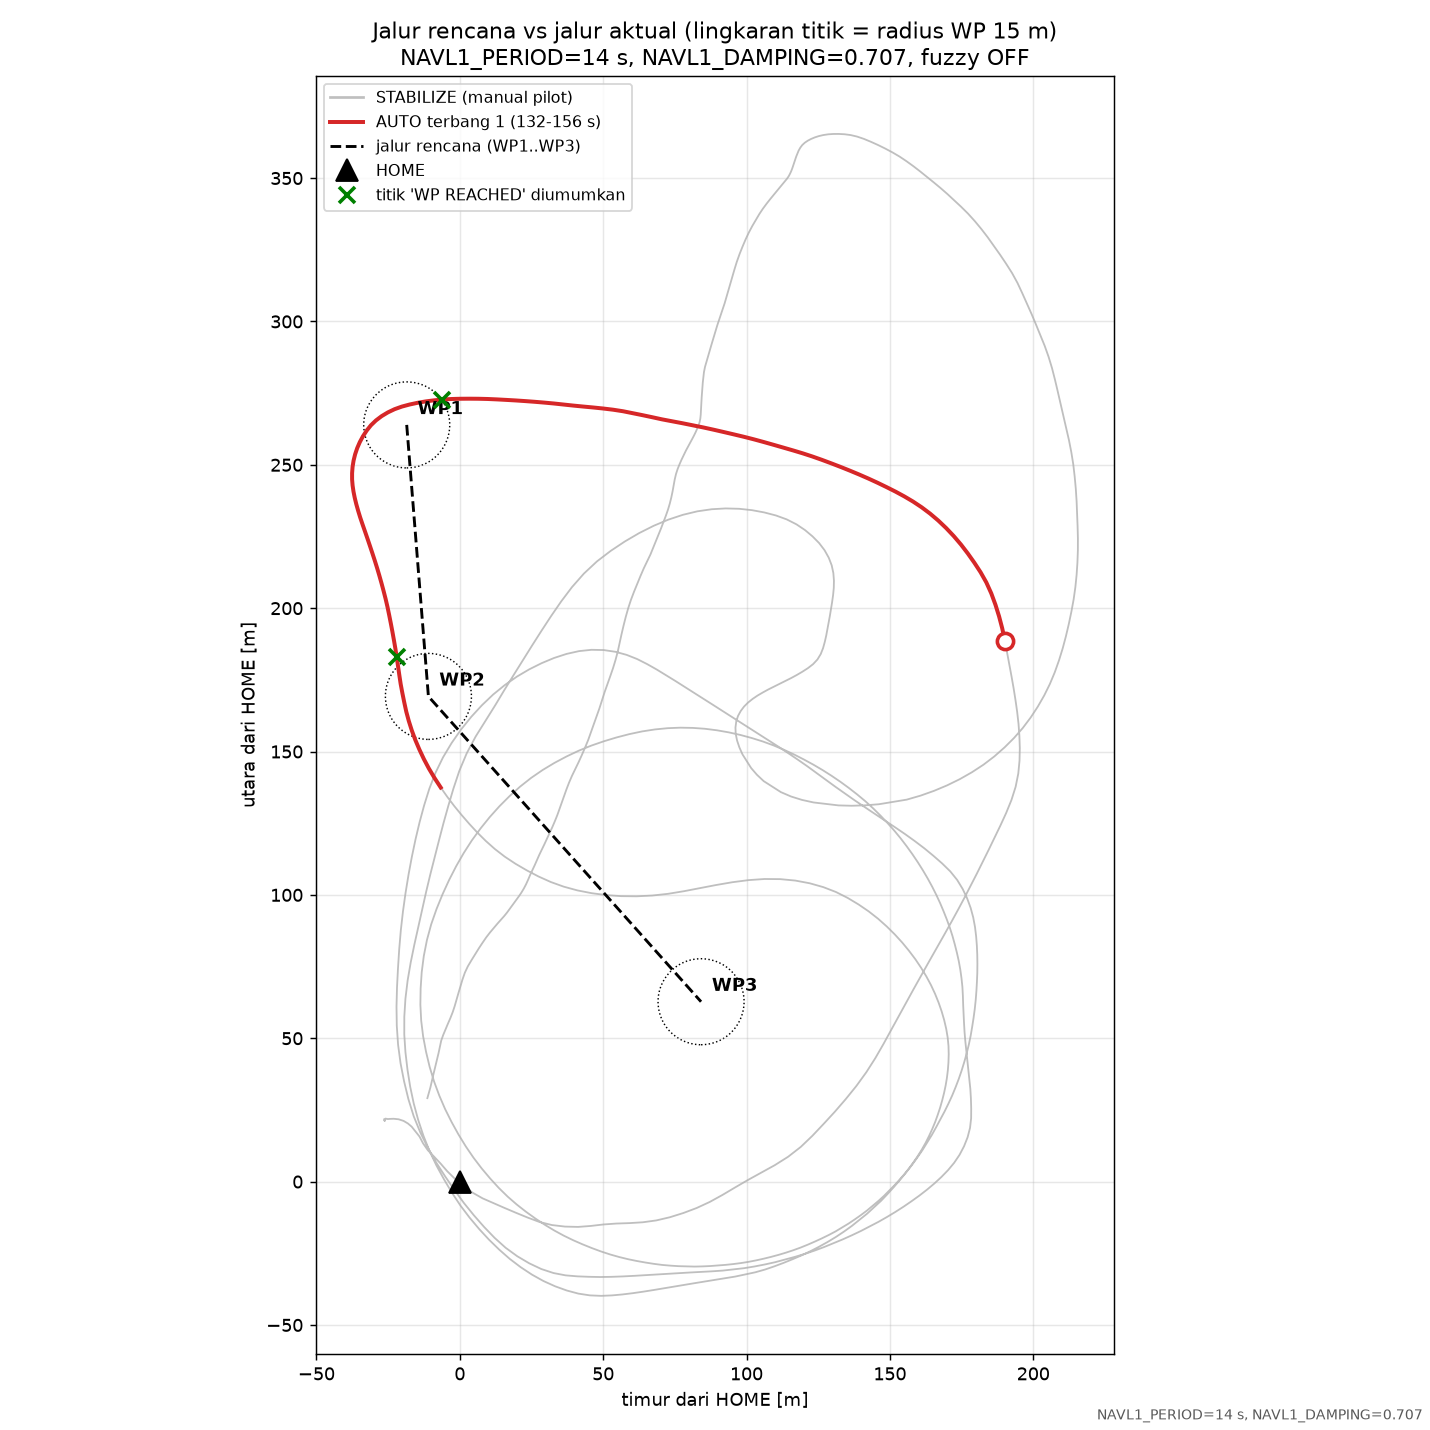 Jalur rencana vs jalur aktual (lingkaran titik = radius WP 15 m)
NAVL1_PERIOD=14 s, NAVL1_DAMPING=0.707, fuzzy OFF
STABILIZE (manual pilot)
AUTO terbang 1 (132-156 s)
jalur rencana (WP1..WP3)
HOME
titik 'WP REACHED' diumumkan
350
300
250
200
150
100
50
0
−50
utara dari HOME [m]
WP1
WP2
WP3
−50 0 50 100 150 200
timur dari HOME [m]
NAVL1_PERIOD=14 s, NAVL1_DAMPING=0.707